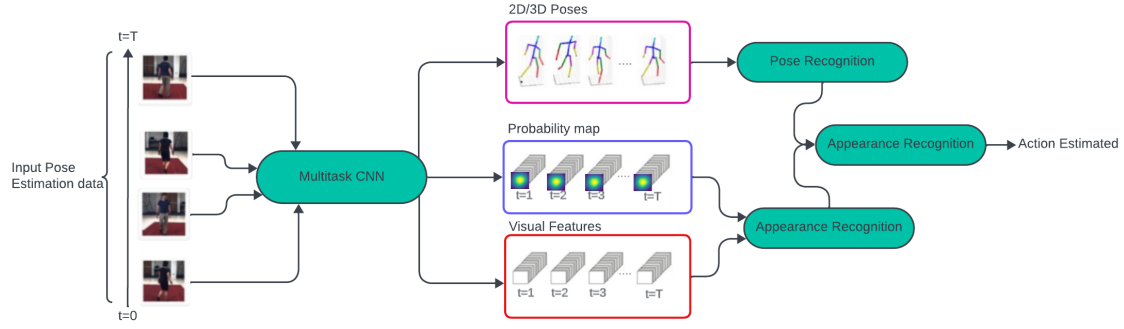 t=T
Input Pose
Estimation data
t=0
Multitask CNN
2D/3D Poses
....
Probability map
....
t=1 t=2 t=3 t=T
Visual Features
....
t=1 t=2 t=3 t=T
Pose Recognition
Appearance Recognition
Appearance Recognition
Action Estimated